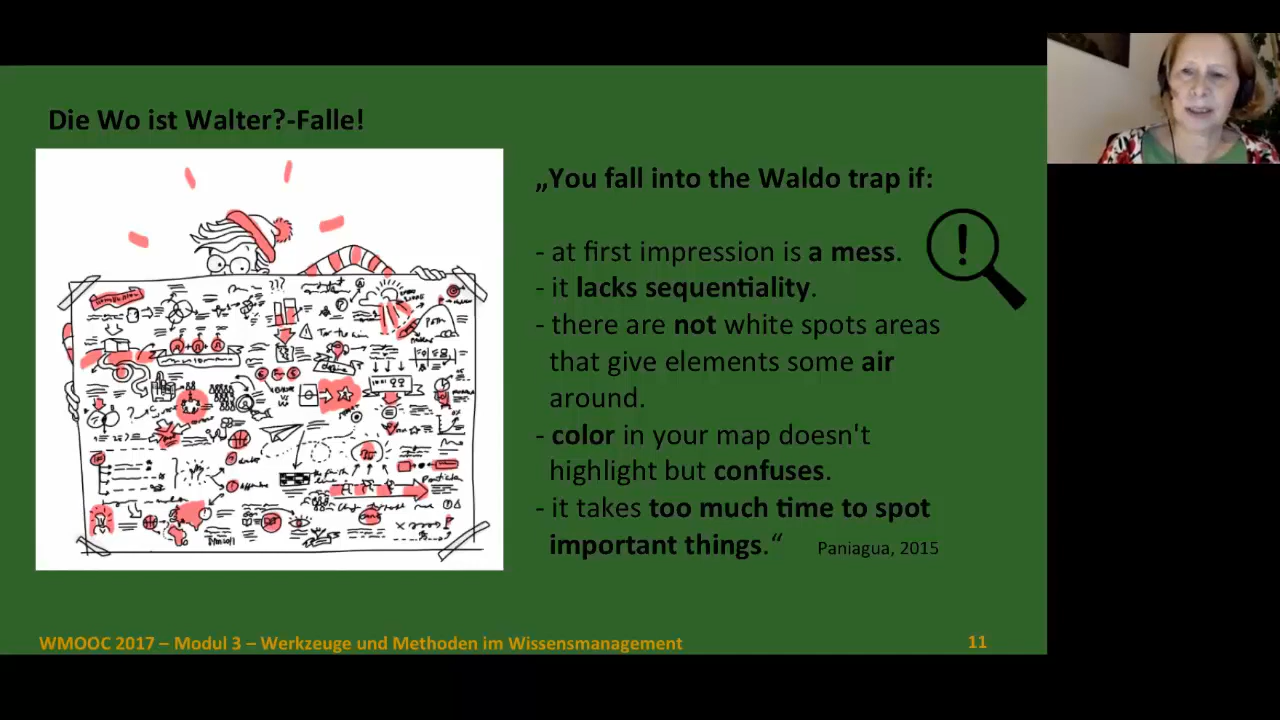 Die Wo ist Walter?-Falle!
„You fall into the Waldo trap if:
- at first impression is a mess.
- it lacks sequentiality.
- there are not white spots areas
that give elements some air
around.
- color in your map doesn't
highlight but confuses.
- it takes too much time to spot
important things.“ Paniagua, 2015
WMOOC 2017 – Modul 3 – Werkzeuge und Methoden im Wissensmanagement 11